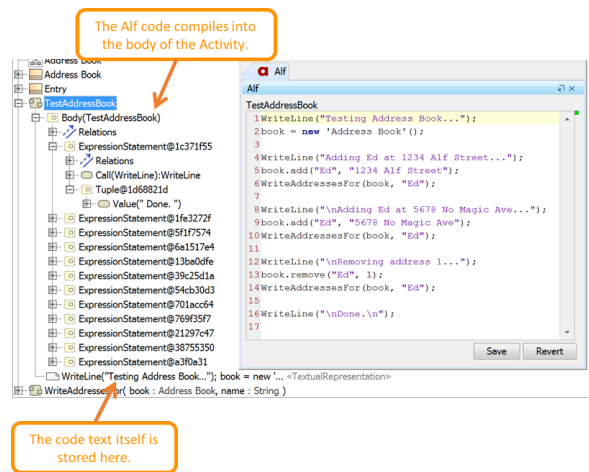 The Alf code compiles into
the body of the Activity.
Address Book
Address Book
Entry
TestAddressBook
Body(TestAddressBook)
Relations
ExpressionStatement@1c371f55
Relations
Call(WriteLine):WriteLine
Tuple@1d68821d
Value(" Done. ")
ExpressionStatement@1fe3272f
ExpressionStatement@5f1f7574
ExpressionStatement@6a1517e4
ExpressionStatement@13ba0dfe
ExpressionStatement@39c25d1a
ExpressionStatement@54cb30d3
ExpressionStatement@701acc64
ExpressionStatement@769f35f7
ExpressionStatement@21297c47
ExpressionStatement@38755350
ExpressionStatement@a3f0a31
WriteLine("Testing Address Book..."); book = new '... «TextualRepresentation»
WriteAddressesFor( book : Address Book, name : String )
a Alf
Alf
TestAddressBook
1 WriteLine("Testing Address Book...");
2 book = new 'Address Book'();
3
4 WriteLine("Adding Ed at 1234 Alf Street...");
5 book.add("Ed", "1234 Alf Street");
6 WriteAddressesFor(book, "Ed");
7
8 WriteLine("\nAdding Ed at 5678 No Magic Ave...");
9 book.add("Ed", "5678 No Magic Ave");
10 WriteAddressesFor(book, "Ed");
11
12 WriteLine("\nRemoving address 1...");
13 book.remove("Ed", 1);
14 WriteAddressesFor(book, "Ed");
15
16 WriteLine("\nDone.\n");
17
Save Revert
The code text itself is
stored here.